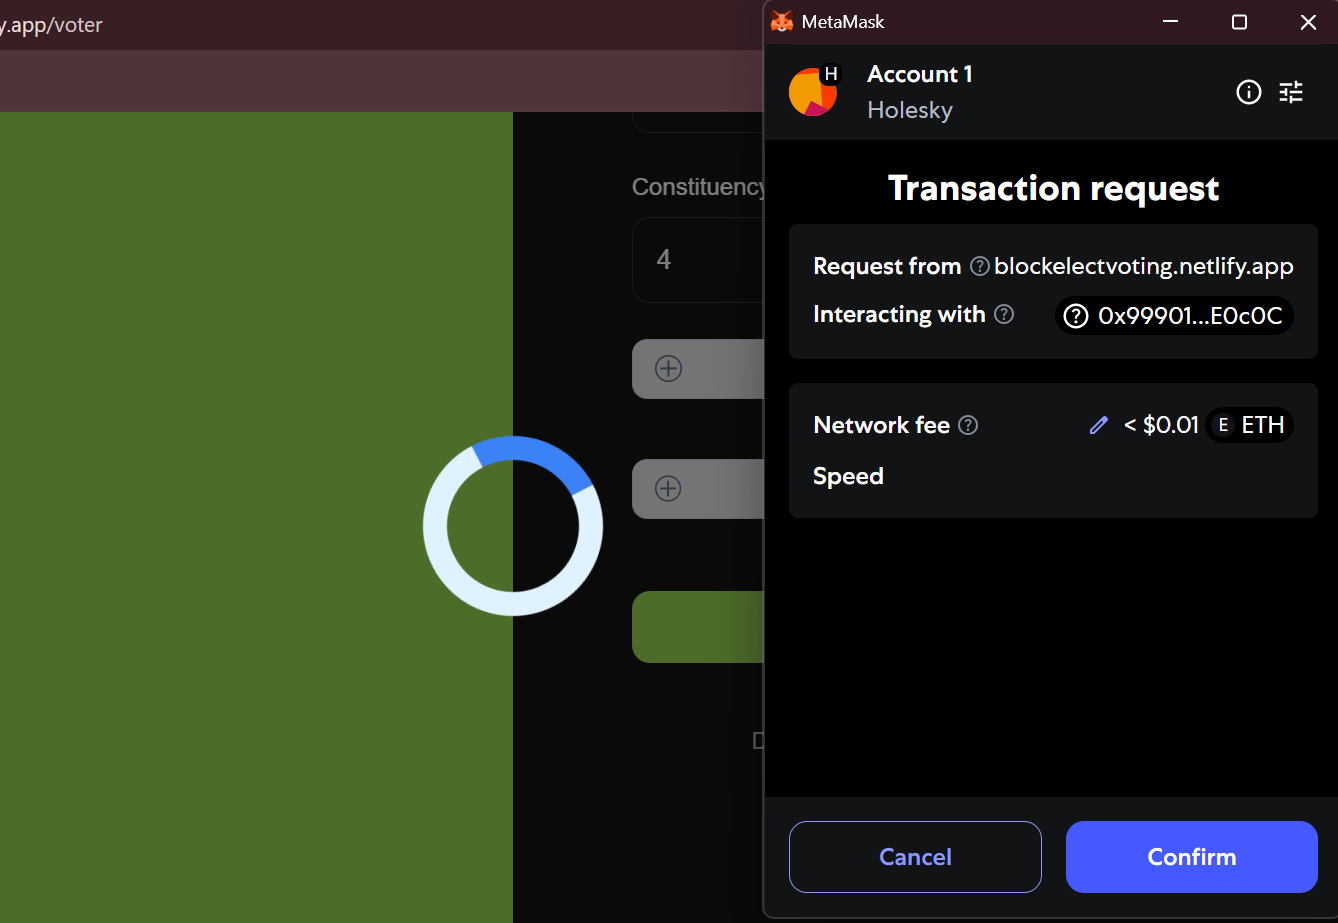 y.app/voter
Constituency
4
MetaMask
H
Account 1
Holesky
Transaction request
Request from ? blockelectvoting.netlify.app
Interacting with ? ? 0x99901...E0c0C
Network fee ? < $0.01 E ETH
Speed
Cancel Confirm